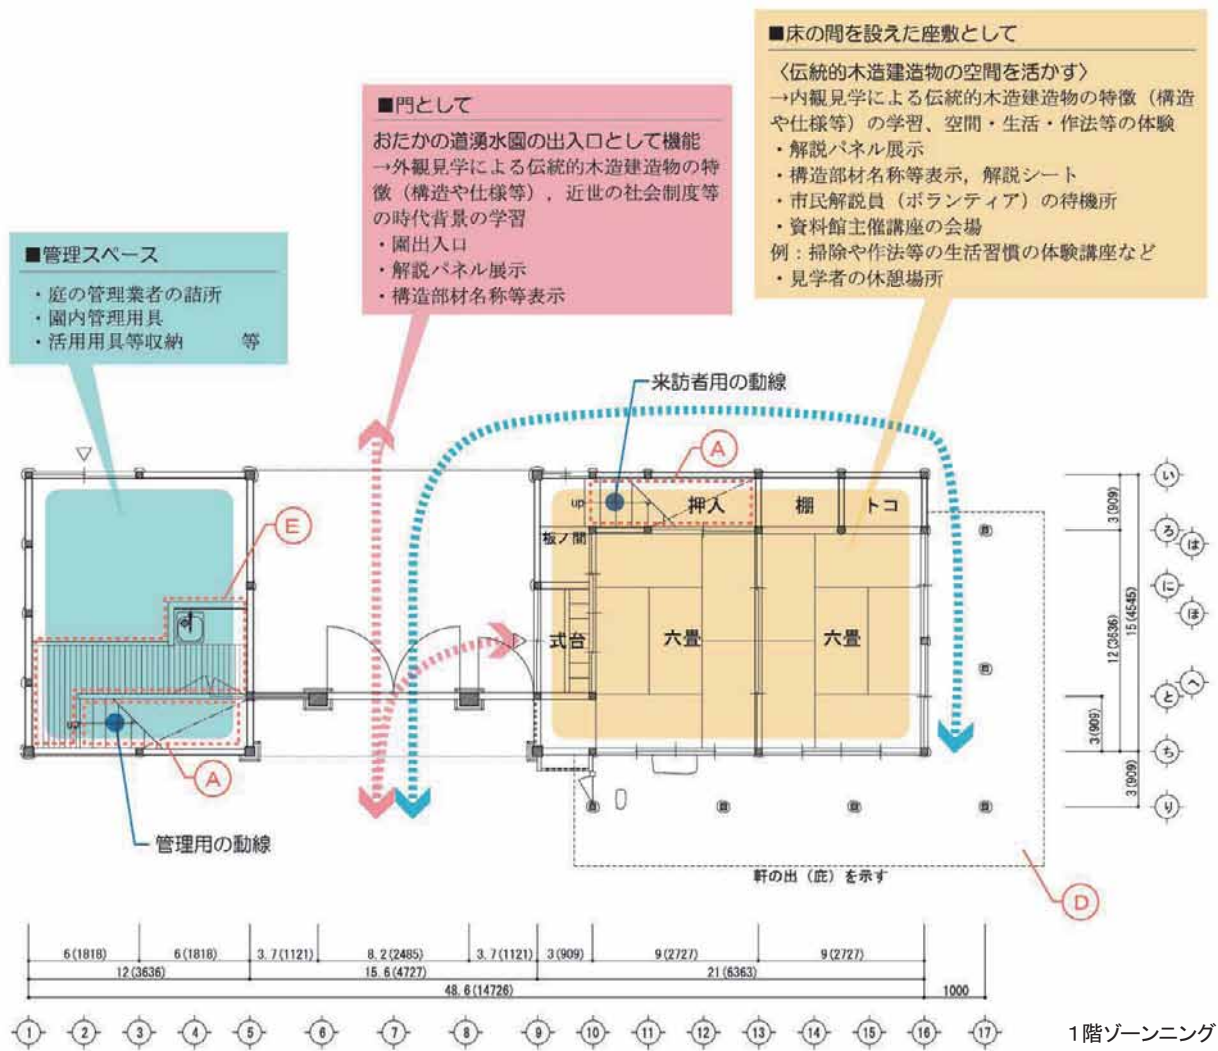 ■床の間を設えた座敷として
〈伝統的木造建造物の空間を活かす〉
→内観見学による伝統的木造建造物の特徴（構造
や仕様等）の学習、空間・生活・作法等の体験
・解説パネル展示
・構造部材名称等表示，解説シート
・市民解説員（ボランティア）の待機所
・資料館主催講座の会場
例：掃除や作法等の生活習慣の体験講座など
・見学者の休憩場所
■門として
おたかの道湧水園の出入口として機能
→外観見学による伝統的木造建造物の特
徴（構造や仕様等），近世の社会制度等
の時代背景の学習
・園出入口
・解説パネル展示
・構造部材名称等表示
■管理スペース
・庭の管理業者の詰所
・園内管理用具
・活用用具等収納　等
来訪者用の動線
A
up
押入
棚
トコ
板ノ間
E
式台
六畳
六畳
up
A
管理用の動線
軒の出（庇）を示す
D
い
ろ
は
に
ほ
へ
と
ち
り
3(909)
12(3636)
15(4545)
3(909)
3(909)
6(1818)
6(1818)
3.7(1121)
8.2(2485)
3.7(1121)
3(909)
9(2727)
9(2727)
12(3636)
15.6(4727)
21(6363)
48.6(14726)
1000
1 2 3 4 5 6 7 8 9 10 11 12 13 14 15 16 17
1階ゾーンニング